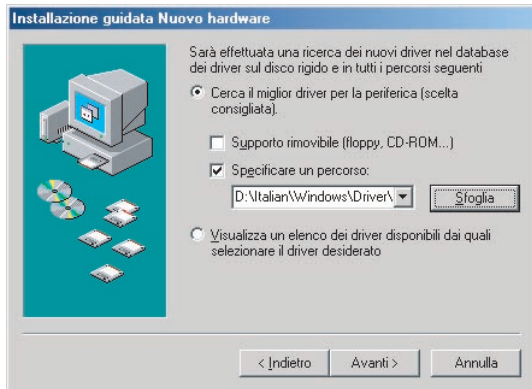 Installazione guidata Nuovo hardware
Sarà effettuata una ricerca dei nuovi driver nel database
dei driver sul disco rigido e in tutti i percorsi seguenti
Cerca il miglior driver per la periferica (scelta
consigliata).
Supporto rimovibile (floppy, CD-ROM...)
Specificare un percorso:
D:\Italian\Windows\Driver\
Sfoglia
Visualizza un elenco dei driver disponibili dai quali
selezionare il driver desiderato
< Indietro
Avanti >
Annulla